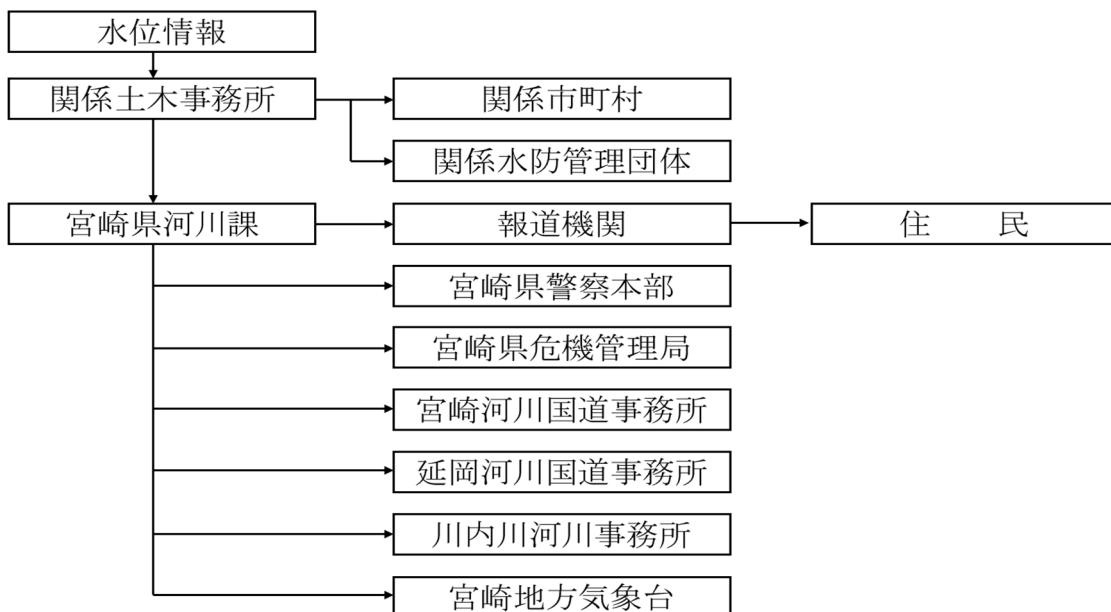 水位情報
関係土木事務所
関係市町村
関係水防管理団体
宮崎県河川課
報道機関
住　　民
宮崎県警察本部
宮崎県危機管理局
宮崎河川国道事務所
延岡河川国道事務所
川内川河川事務所
宮崎地方気象台